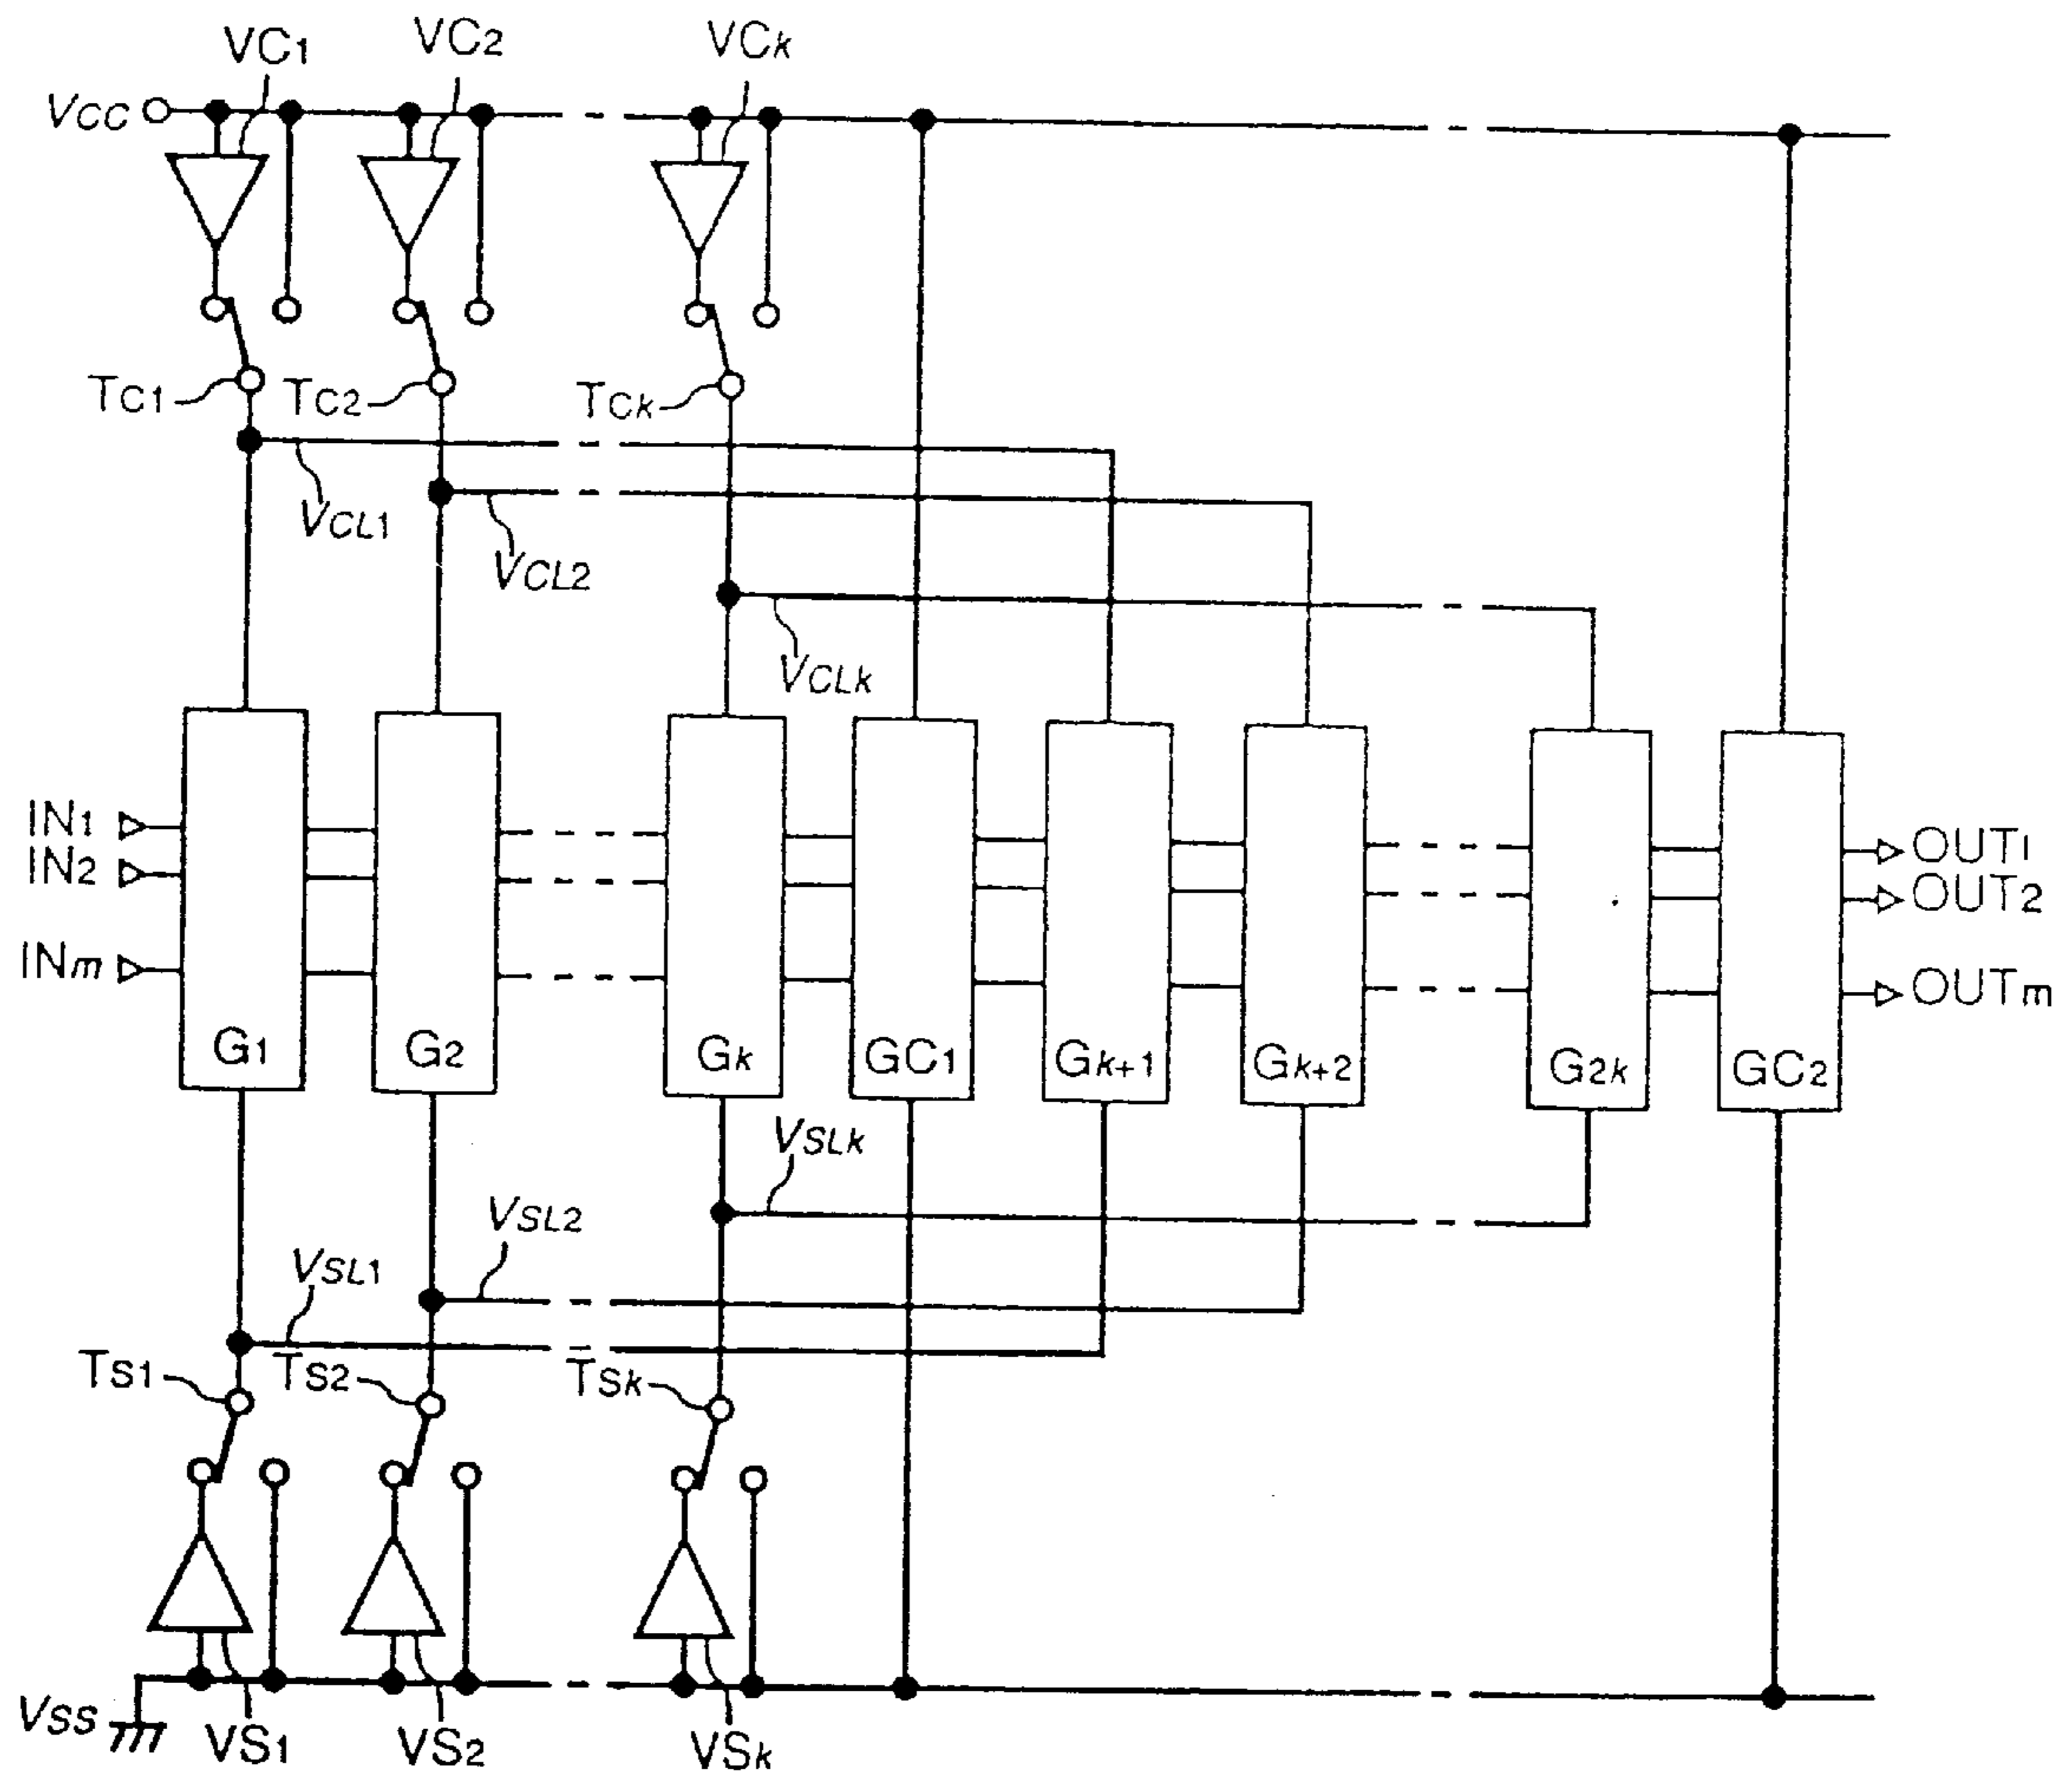 VC1
VC2
VCk
VCC
TC1
TC2
TCk
VCL1
VCL2
VCLk
IN1
IN2
INm
OUT1
OUT2
OUTm
G1
G2
Gk
GC1
Gk+1
Gk+2
G2k
GC2
VSLk
VSL2
VSL1
TS1
TS2
TSk
VSS
VS1
VS2
VSk